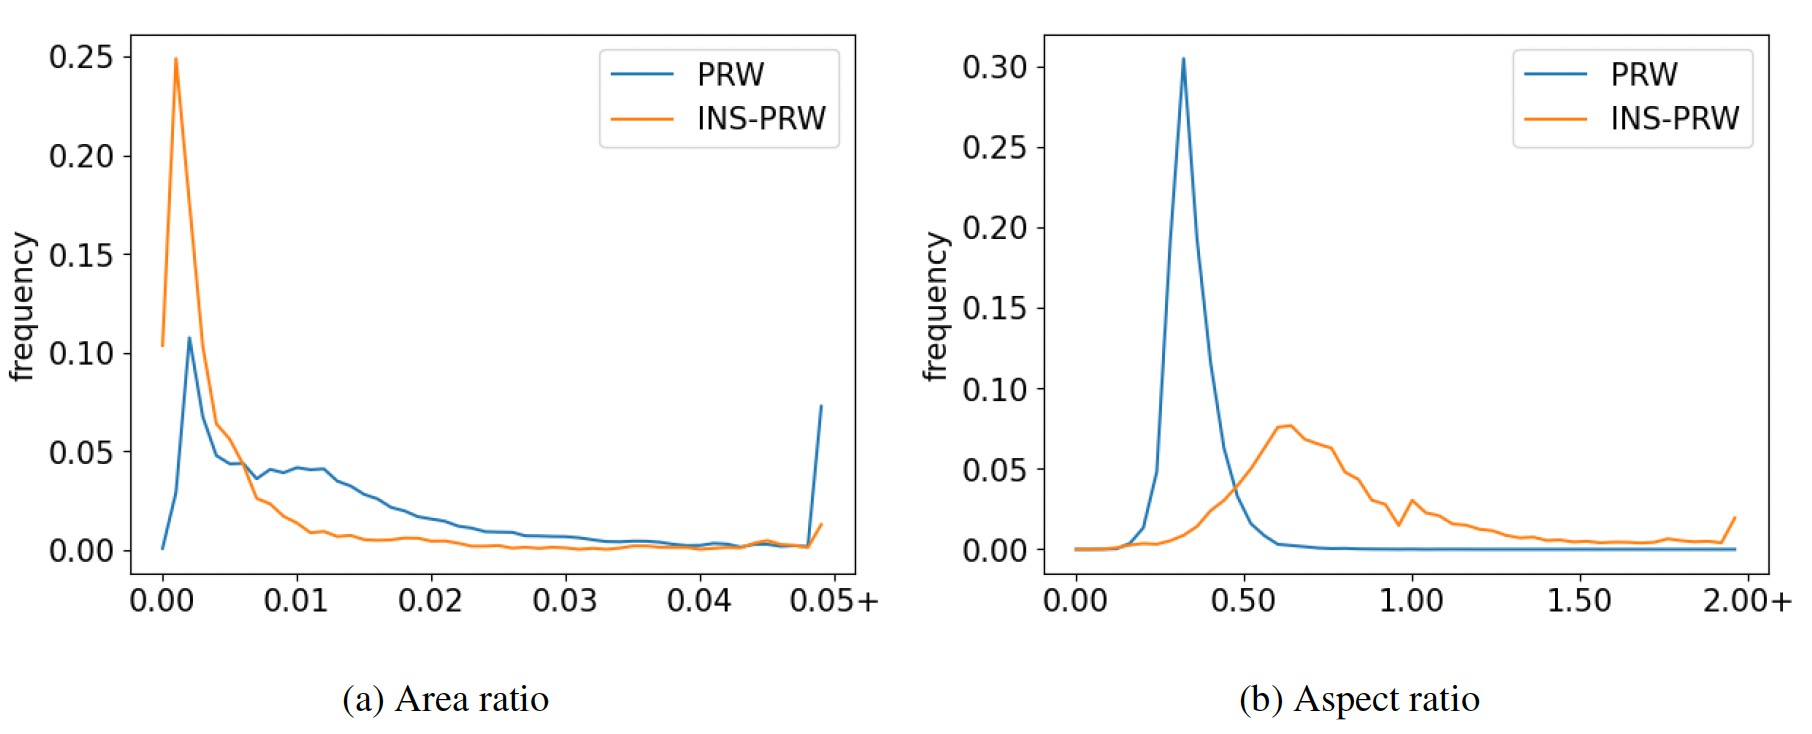 0.25
0.20
0.15
0.10
0.05
0.00
frequency
PRW
INS-PRW
0.00 0.01 0.02 0.03 0.04 0.05+
(a) Area ratio
0.30
0.25
0.20
0.15
0.10
0.05
0.00
frequency
PRW
INS-PRW
0.00 0.50 1.00 1.50 2.00+
(b) Aspect ratio